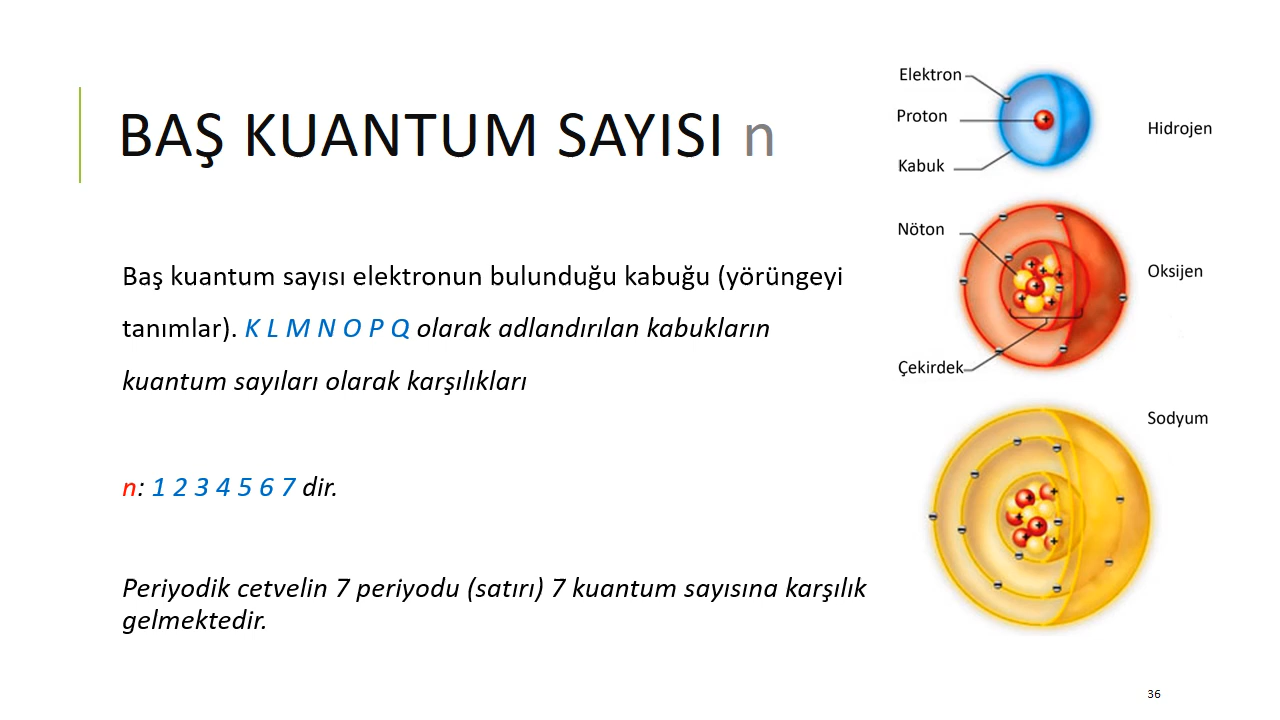 BAŞ KUANTUM SAYISI n
Baş kuantum sayısı elektronun bulunduğu kabuğu (yörüngeyi
tanımlar). K L M N O P Q olarak adlandırılan kabukların
kuantum sayıları olarak karşılıkları
n: 1 2 3 4 5 6 7 dir.
Periyodik cetvelin 7 periyodu (satırı) 7 kuantum sayısına karşılık
gelmektedir.
Elektron
Proton
Kabuk
Hidrojen
Nöton
Oksijen
Çekirdek
Sodyum
36